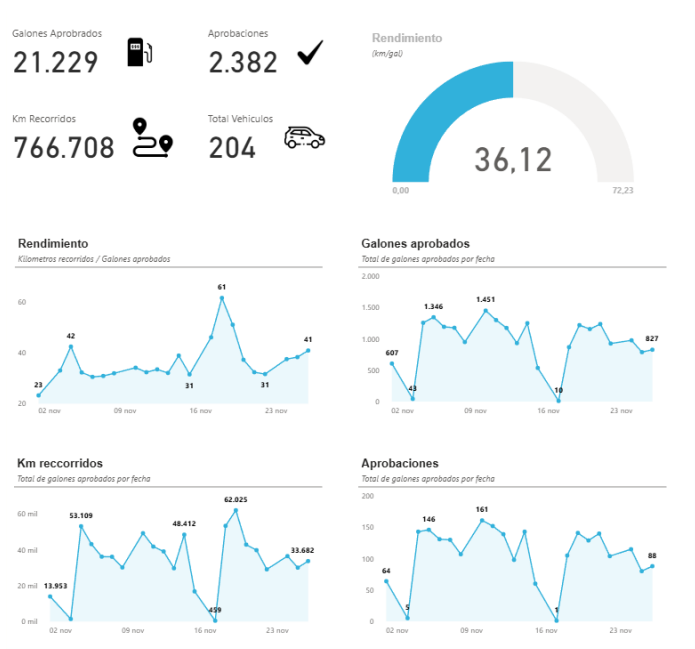 Galones Aprobrados
21.229
Aprobaciones
2.382
Km Recorridos
766.708
Total Vehiculos
204
Rendimiento
(km/gal)
36,12
0,00
72,23
Rendimiento
Kilometros recorridos / Galones aprobados
60
40
20
23
42
31
61
31
41
02 nov
09 nov
16 nov
23 nov
Galones aprobados
Total de galones aprobados por fecha
2.000
1.500
1.000
500
0
607
43
1.346
1.451
10
827
02 nov
09 nov
16 nov
23 nov
Km reccorridos
Total de galones aprobados por fecha
60 mil
40 mil
20 mil
0 mil
13.953
53.109
48.412
459
62.025
33.682
02 nov
09 nov
16 nov
23 nov
Aprobaciones
Total de galones aprobados por fecha
200
150
100
50
0
64
5
146
161
1
88
02 nov
09 nov
16 nov
23 nov